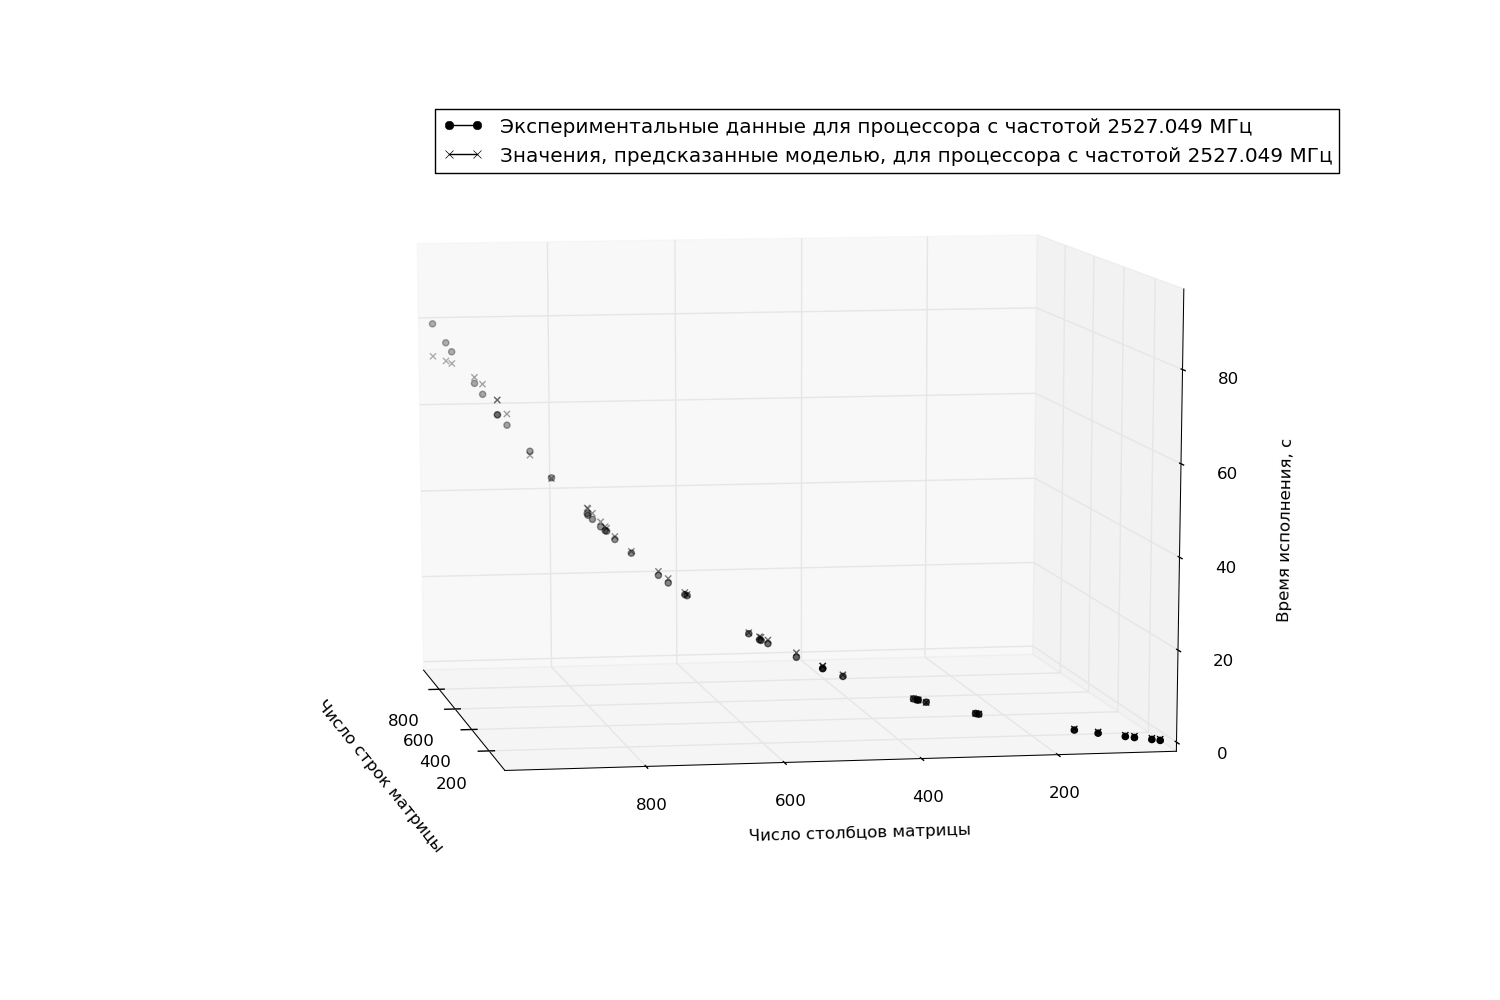 Экспериментальные данные для процессора с частотой 2527.049 МГц
Значения, предсказанные моделью, для процессора с частотой 2527.049 МГц
80
60
40
20
0
Время исполнения, с
800
600
400
200
Число строк матрицы
800
600
400
200
Число столбцов матрицы